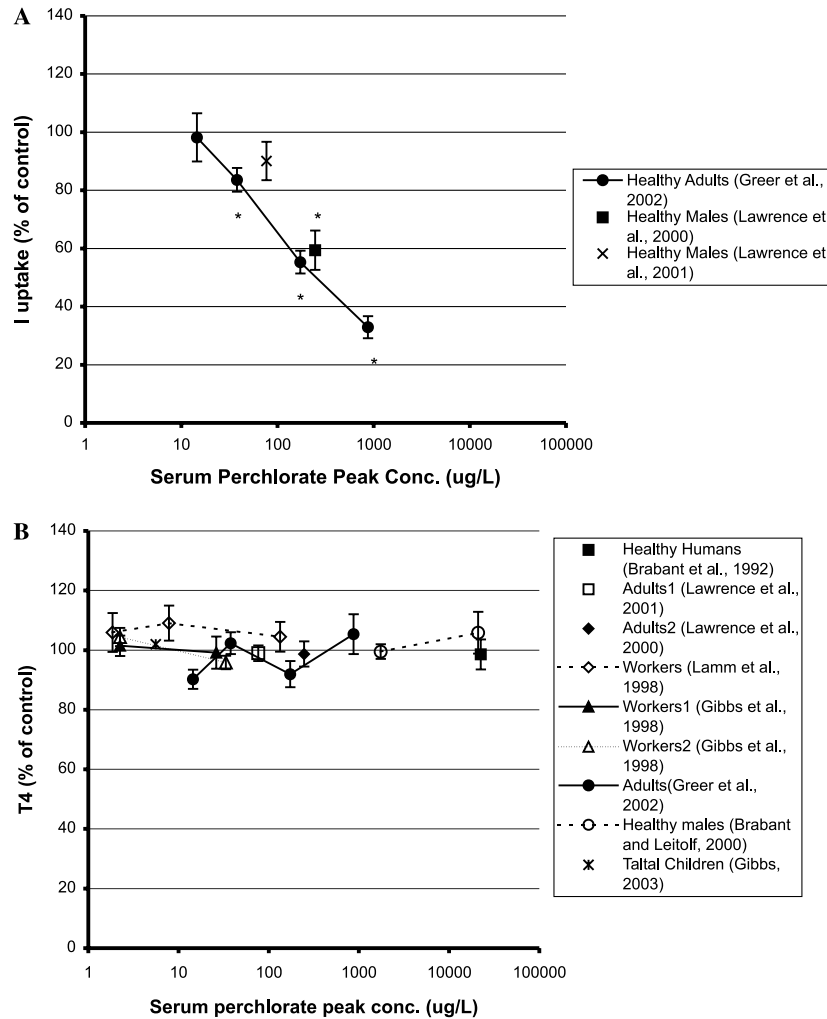 A
140
120
100
80
60
40
20
0
I uptake (% of control)
*
*
*
*
1
10
100
1000
10000
100000
Serum Perchlorate Peak Conc. (ug/L)
Healthy Adults (Greer et al.,
2002)
Healthy Males (Lawrence et
al., 2000)
Healthy Males (Lawrence et
al., 2001)
B
140
120
100
80
60
40
20
0
T4 (% of control)
1
10
100
1000
10000
100000
Serum perchlorate peak conc. (ug/L)
Healthy Humans
(Brabant et al., 1992)
Adults1 (Lawrence et al.,
2001)
Adults2 (Lawrence et al.,
2000)
Workers (Lamm et al.,
1998)
Workers1 (Gibbs et al.,
1998)
Workers2 (Gibbs et al.,
1998)
Adults(Greer et al.,
2002)
Healthy males (Brabant
and Leitolf, 2000)
Taltal Children (Gibbs,
2003)